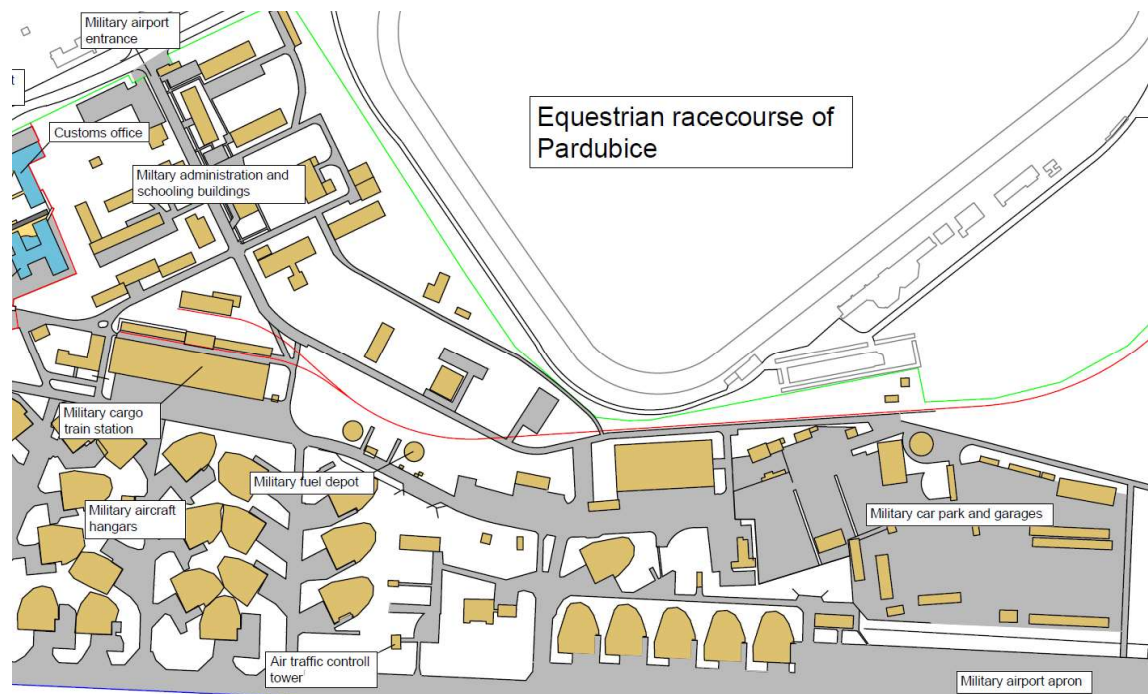 Military airport
entrance
t
Equestrian racecourse of
Pardubice
Customs office
Mlitary administration and
schooling buildings
Military cargo
train station
Military fuel depot
Military aircraft
hangars
Military car park and garages
Air traffic controll
tower
Military airport apron